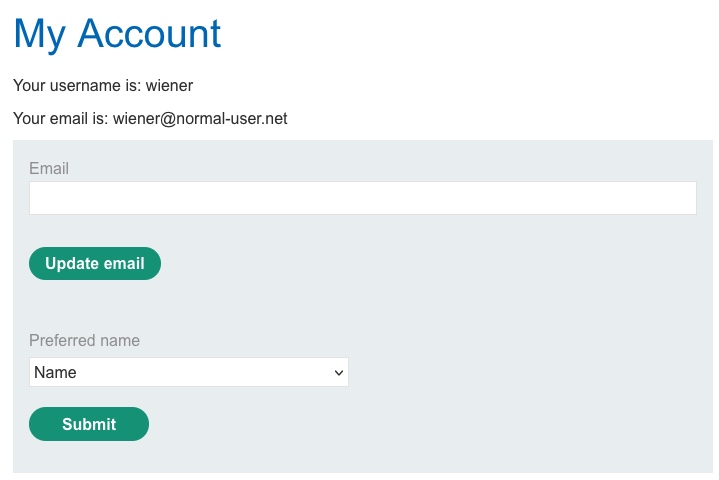 My Account
Your username is: wiener
Your email is: wiener@normal-user.net
Email
Update email
Preferred name
Name
Submit